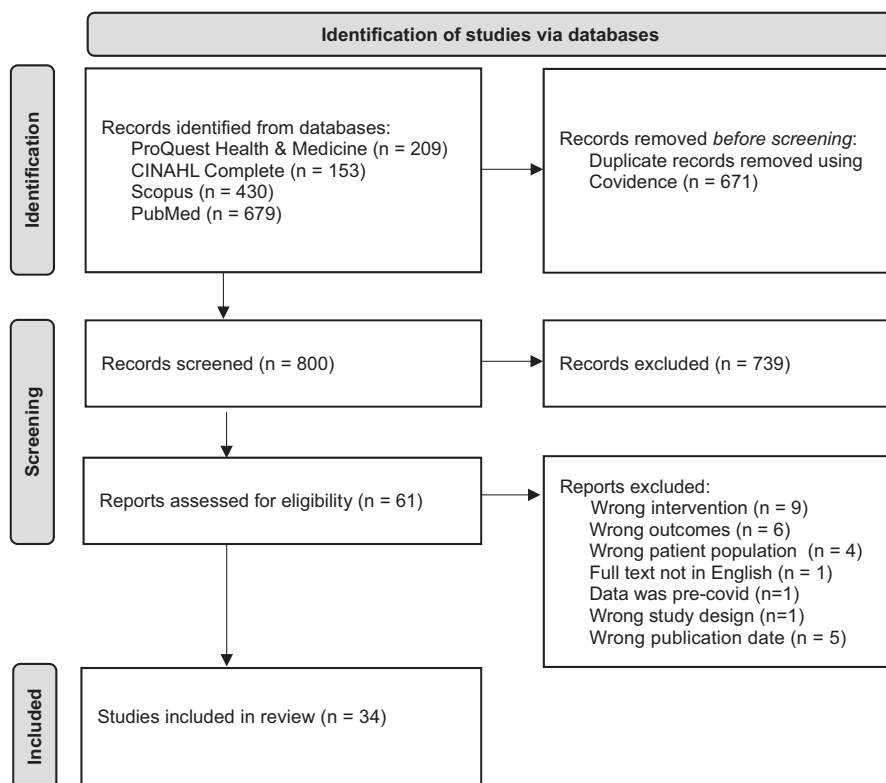 Identification of studies via databases
Identification
Records identified from databases:
ProQuest Health & Medicine (n = 209)
CINAHL Complete (n = 153)
Scopus (n = 430)
PubMed (n = 679)
Records removed before screening:
Duplicate records removed using
Covidence (n = 671)
Screening
Records screened (n = 800)
Records excluded (n = 739)
Reports assessed for eligibility (n = 61)
Reports excluded:
Wrong intervention (n = 9)
Wrong outcomes (n = 6)
Wrong patient population (n = 4)
Full text not in English (n = 1)
Data was pre-covid (n=1)
Wrong study design (n=1)
Wrong publication date (n = 5)
Included
Studies included in review (n = 34)